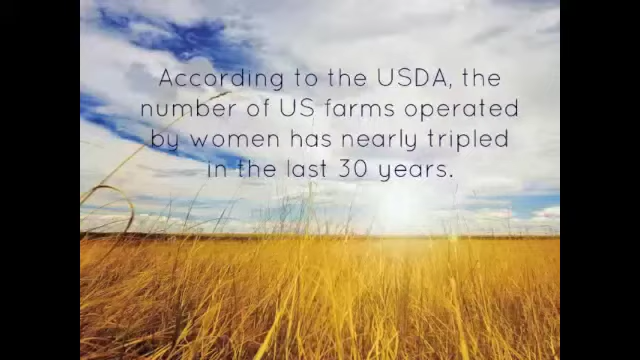 According to the USDA, the
number of US farms operated
by women has nearly tripled
in the last 30 years.